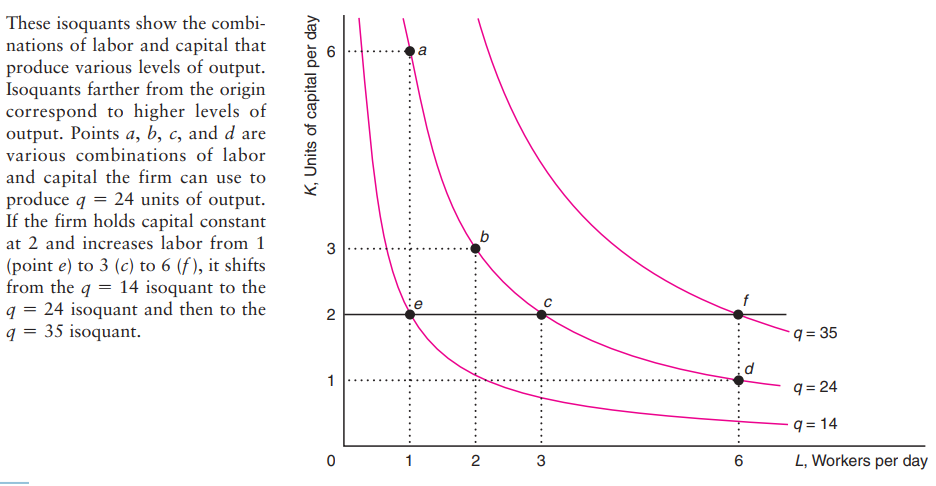 These isoquants show the combi-
nations of labor and capital that
produce various levels of output.
Isoquants farther from the origin
correspond to higher levels of
output. Points a, b, c, and d are
various combinations of labor
and capital the firm can use to
produce q = 24 units of output.
If the firm holds capital constant
at 2 and increases labor from 1
(point e) to 3 (c) to 6 (f), it shifts
from the q = 14 isoquant to the
q = 24 isoquant and then to the
q = 35 isoquant.
K, Units of capital per day
6
a
3
b
2
e
c
f
q = 35
1
d
q = 24
q = 14
0
1
2
3
6
L, Workers per day